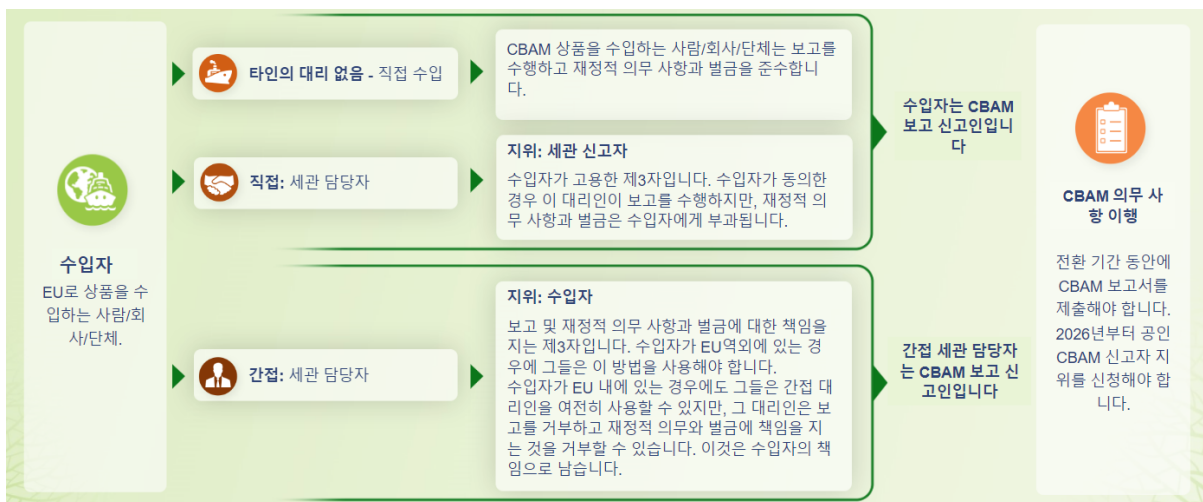 수입자
EU로 상품을 수
입하는 사람/회
사/단체.
타인의 대리 없음 - 직접 수입
CBAM 상품을 수입하는 사람/회사/단체는 보고를
수행하고 재정적 의무 사항과 벌금을 준수합니
다.
직접: 세관 담당자
지위: 세관 신고자
수입자가 고용한 제3자입니다. 수입자가 동의한
경우 이 대리인이 보고를 수행하지만, 재정적 의
무 사항과 벌금은 수입자에게 부과됩니다.
수입자는 CBAM
보고 신고인입니
다
간접: 세관 담당자
지위: 수입자
보고 및 재정적 의무 사항과 벌금에 대한 책임을
지는 제3자입니다. 수입자가 EU역외에 있는 경
우에 그들은 이 방법을 사용해야 합니다.
수입자가 EU 내에 있는 경우에도 그들은 간접 대
리인을 여전히 사용할 수 있지만, 그 대리인은 보
고를 거부하고 재정적 의무와 벌금에 책임을 지
는 것을 거부할 수 있습니다. 이것은 수입자의 책
임으로 남습니다.
간접 세관 담당자
는 CBAM 보고 신
고인입니다
CBAM 의무 사
항 이행
전환 기간 동안에
CBAM 보고서를
제출해야 합니다.
2026년부터 공인
CBAM 신고자 지
위를 신청해야 합
니다.